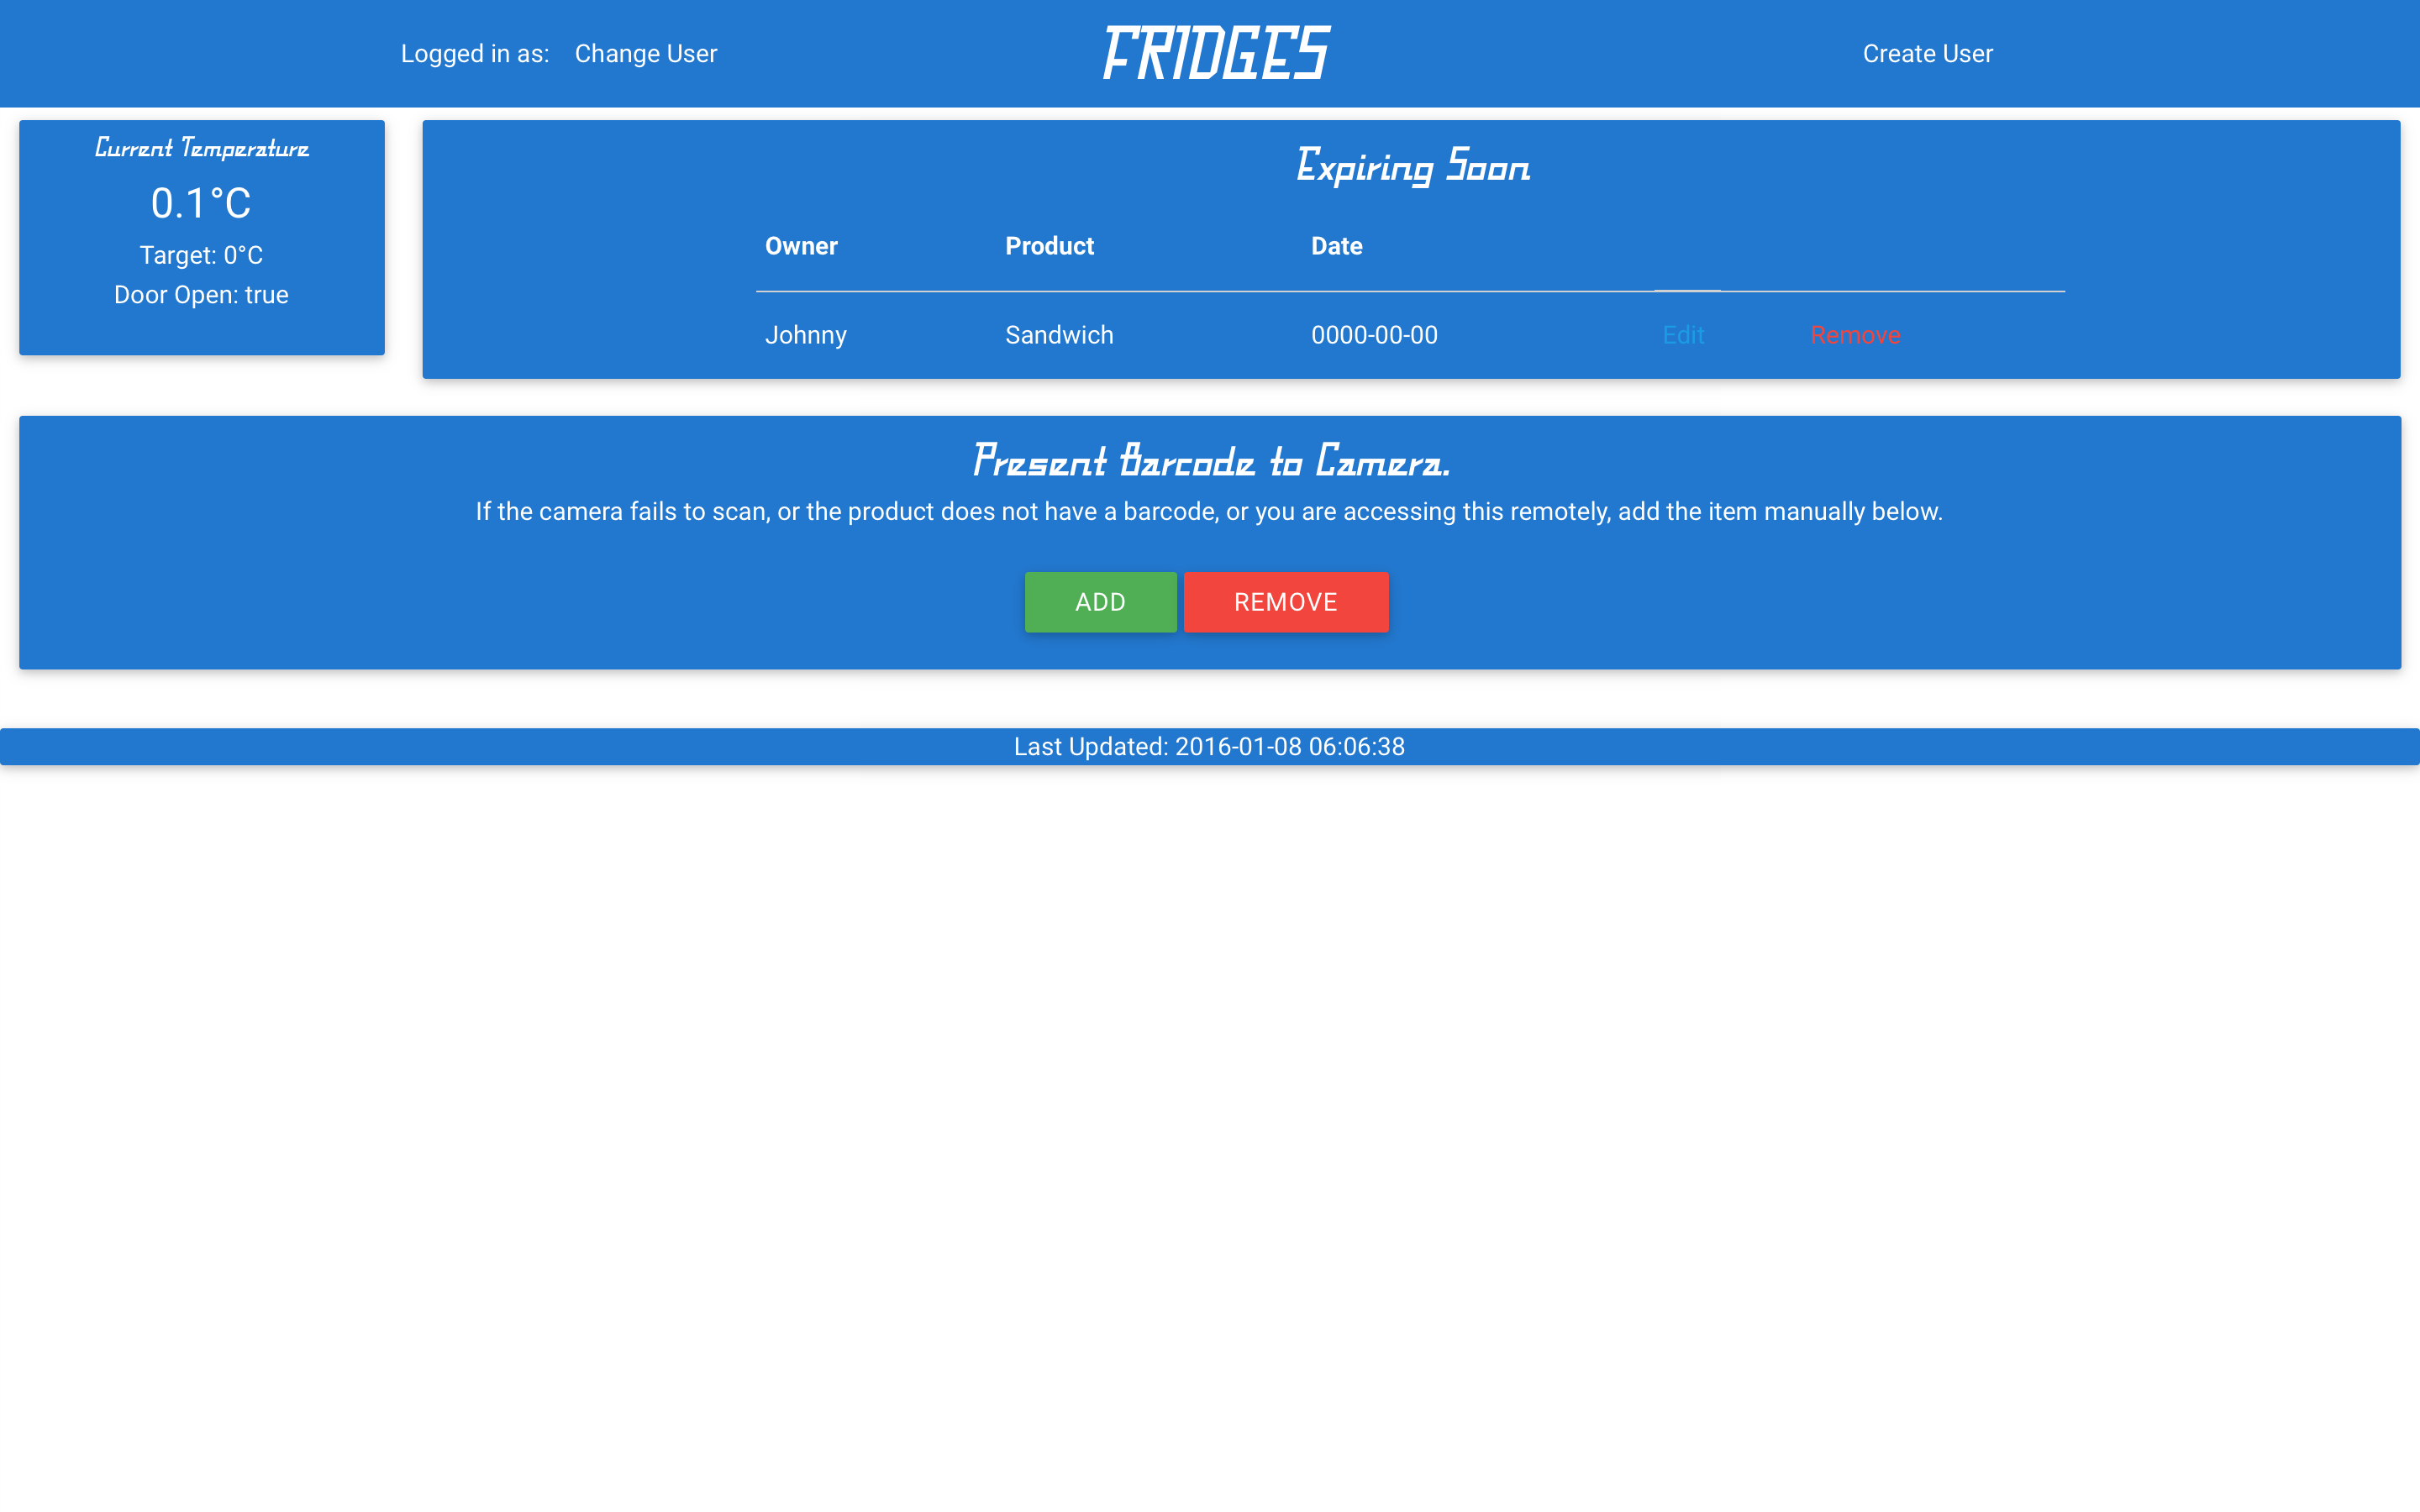 Logged in as: Change User
FRIDGES
Create User
Current Temperature
0.1°C
Target: 0°C
Door Open: true
Expiring Soon
Owner Product Date
Johnny Sandwich 0000-00-00 Edit Remove
Present Barcode to Camera.
If the camera fails to scan, or the product does not have a barcode, or you are accessing this remotely, add the item manually below.
ADD REMOVE
Last Updated: 2016-01-08 06:06:38